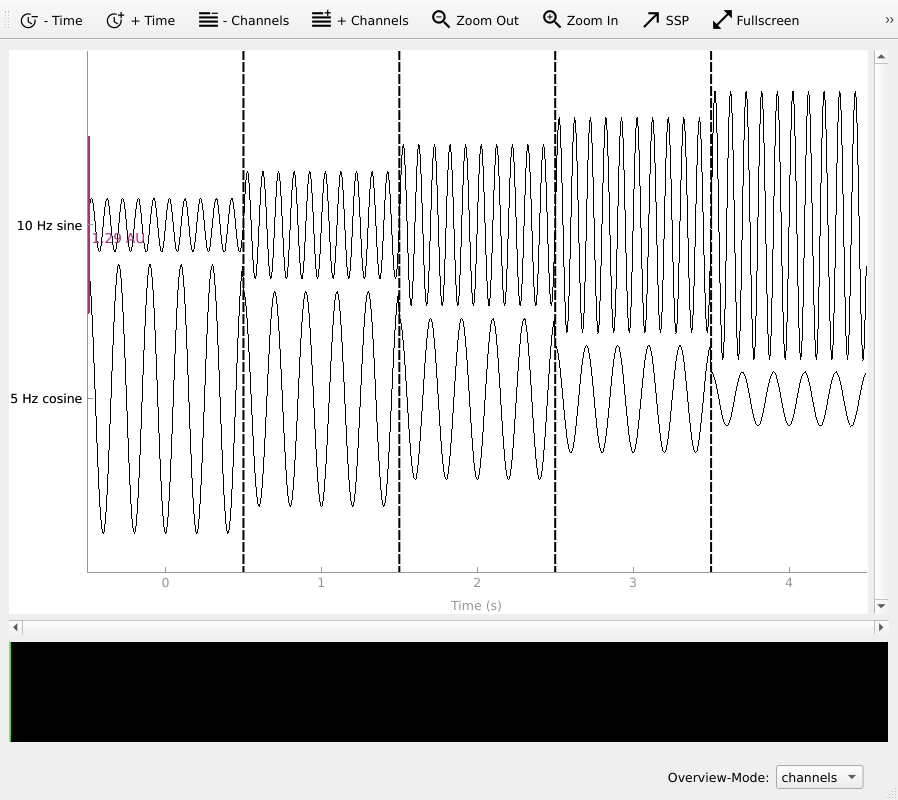 - Time + Time - Channels + Channels Zoom Out Zoom In SSP Fullscreen »
10 Hz sine
1.29 AU
5 Hz cosine
0 1 2 3 4
Time (s)
Overview-Mode: channels